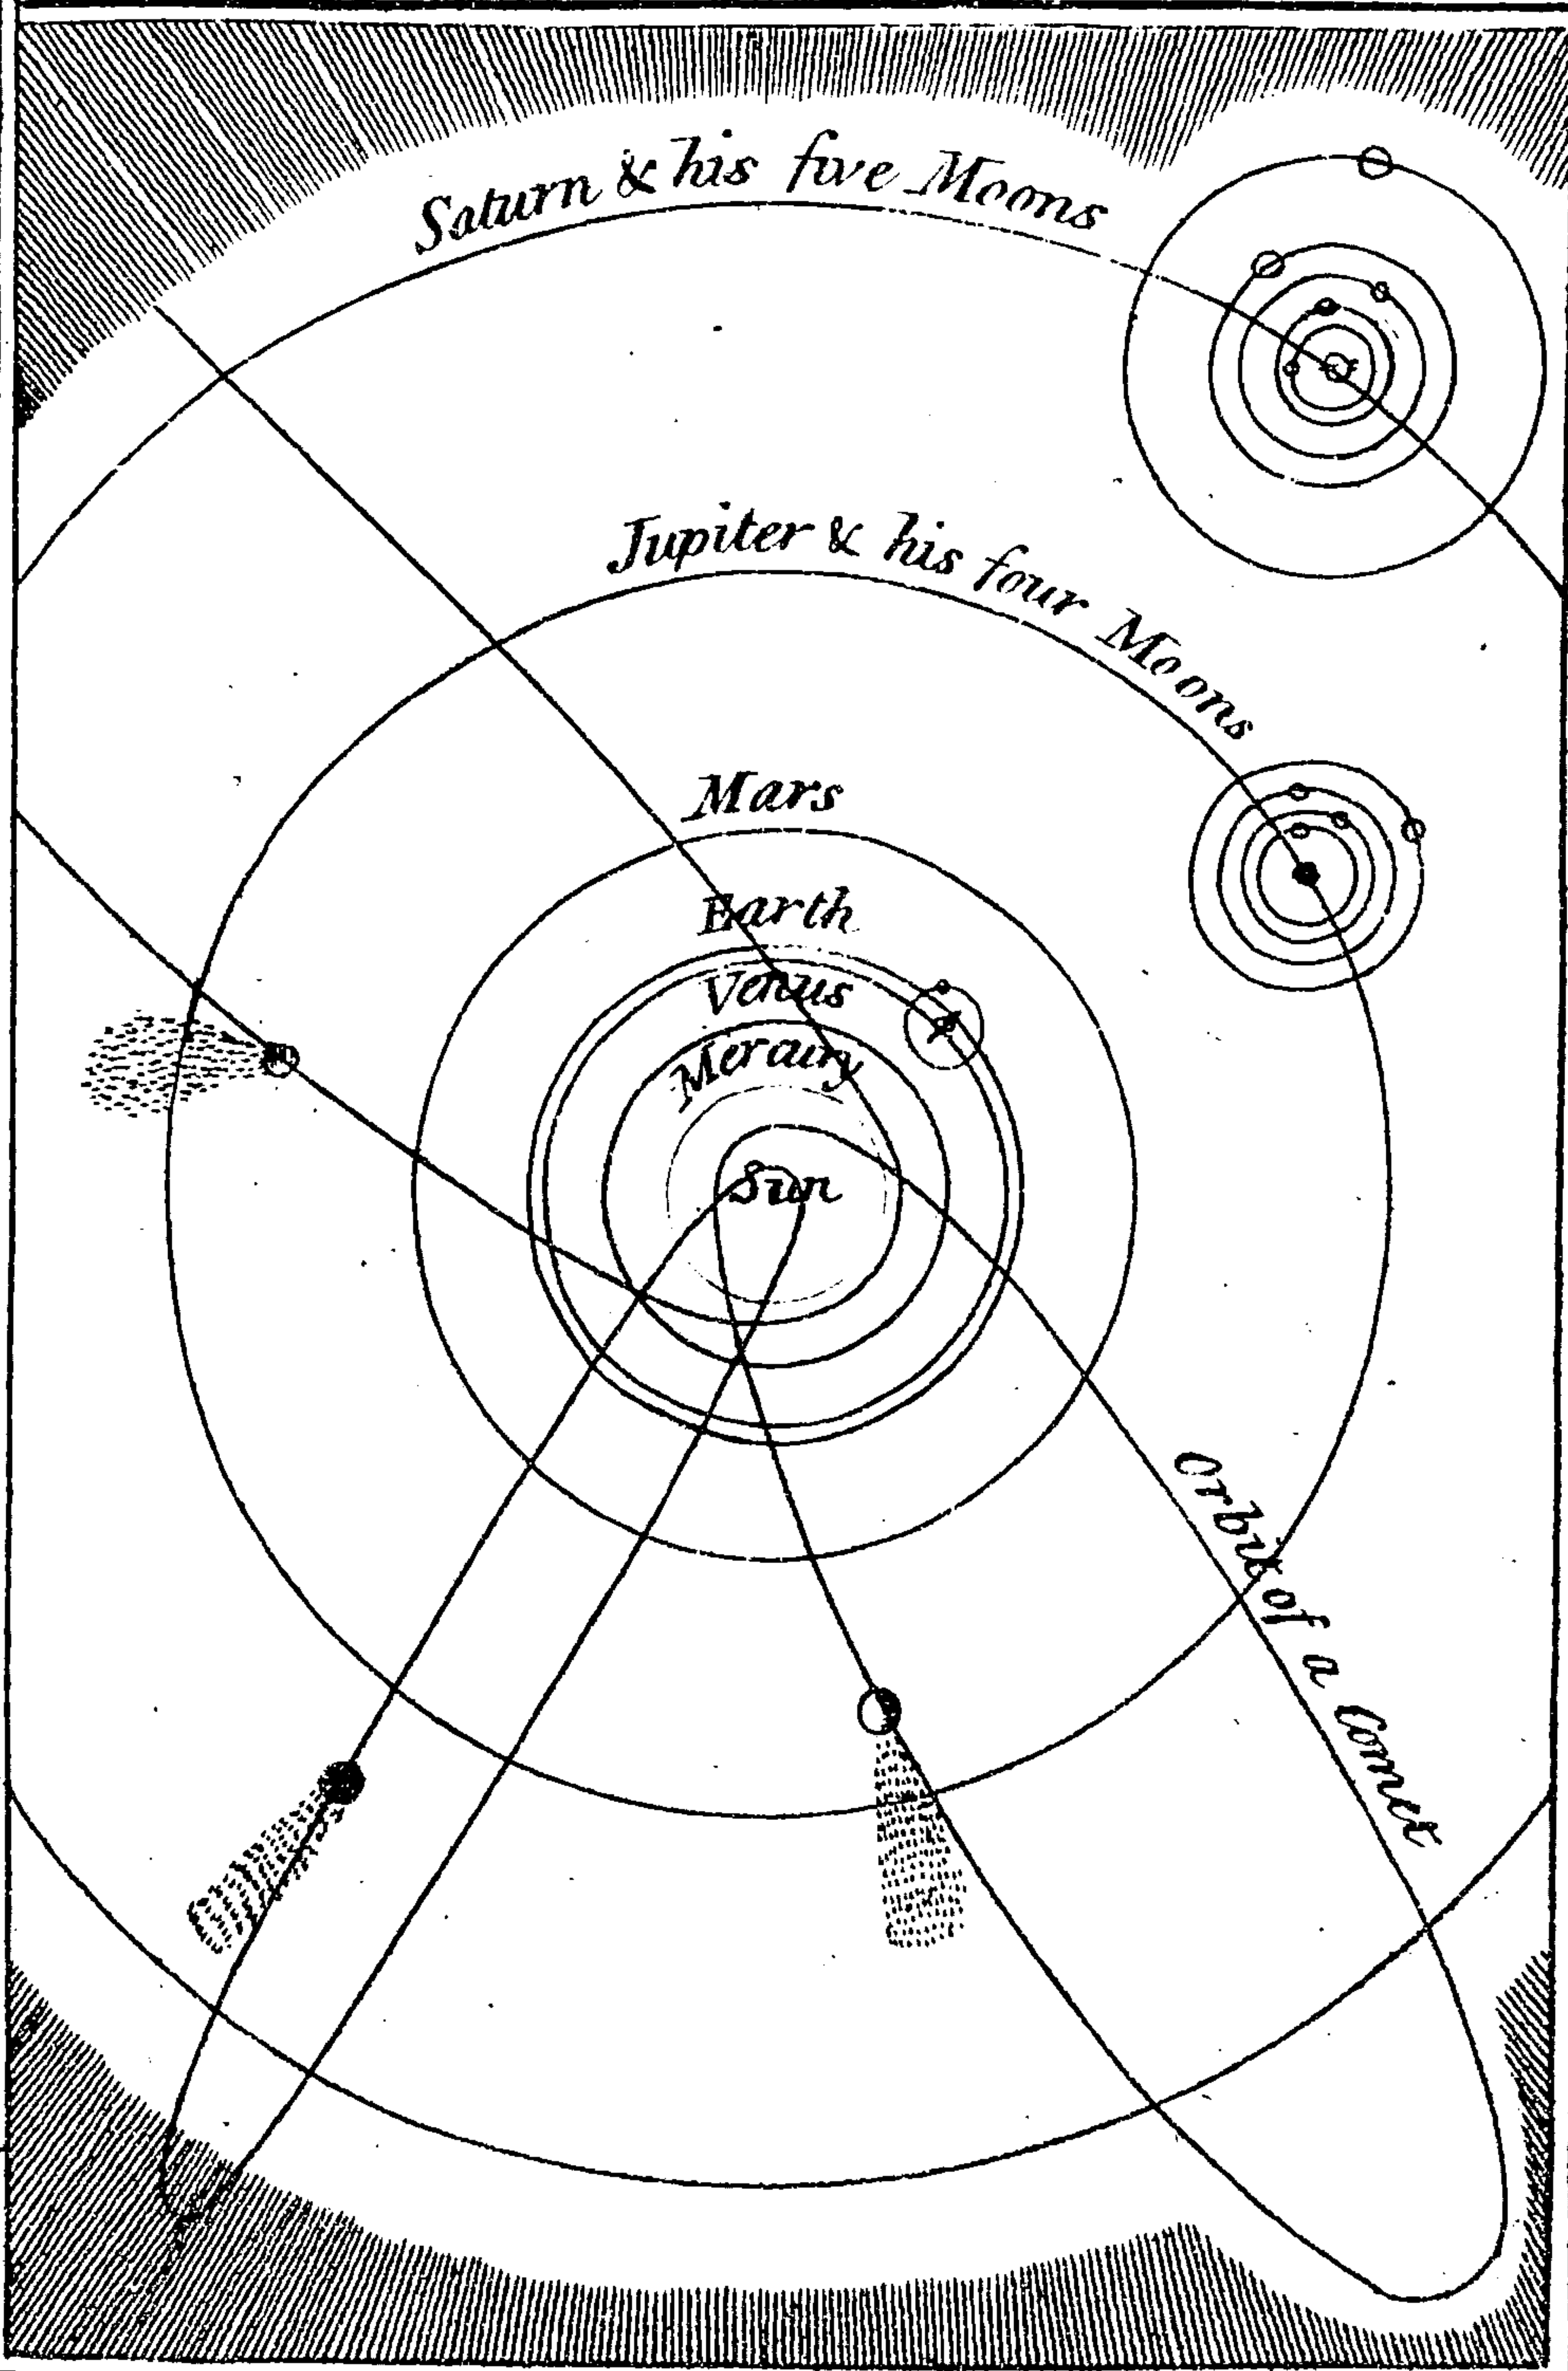 Saturn & his five Moons
Jupiter & his four Moons
Mars
Earth
Venus
Mercury
Sun
Orbit of a Comet